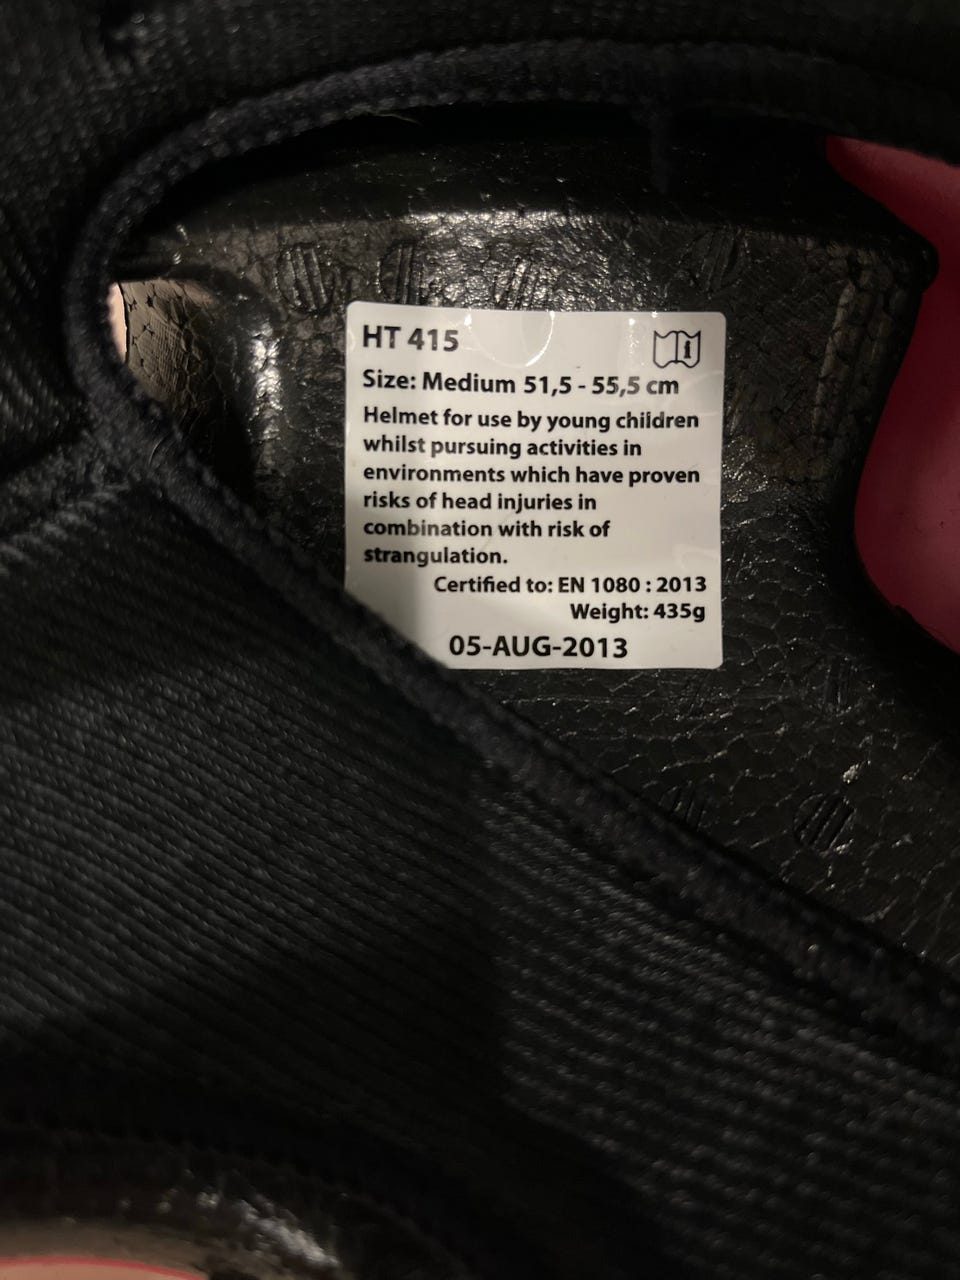 HT 415
Size: Medium 51,5 - 55,5 cm
Helmet for use by young children
whilst pursuing activities in
environments which have proven
risks of head injuries in
combination with risk of
strangulation.
Certified to: EN 1080 : 2013
Weight: 435g
05-AUG-2013